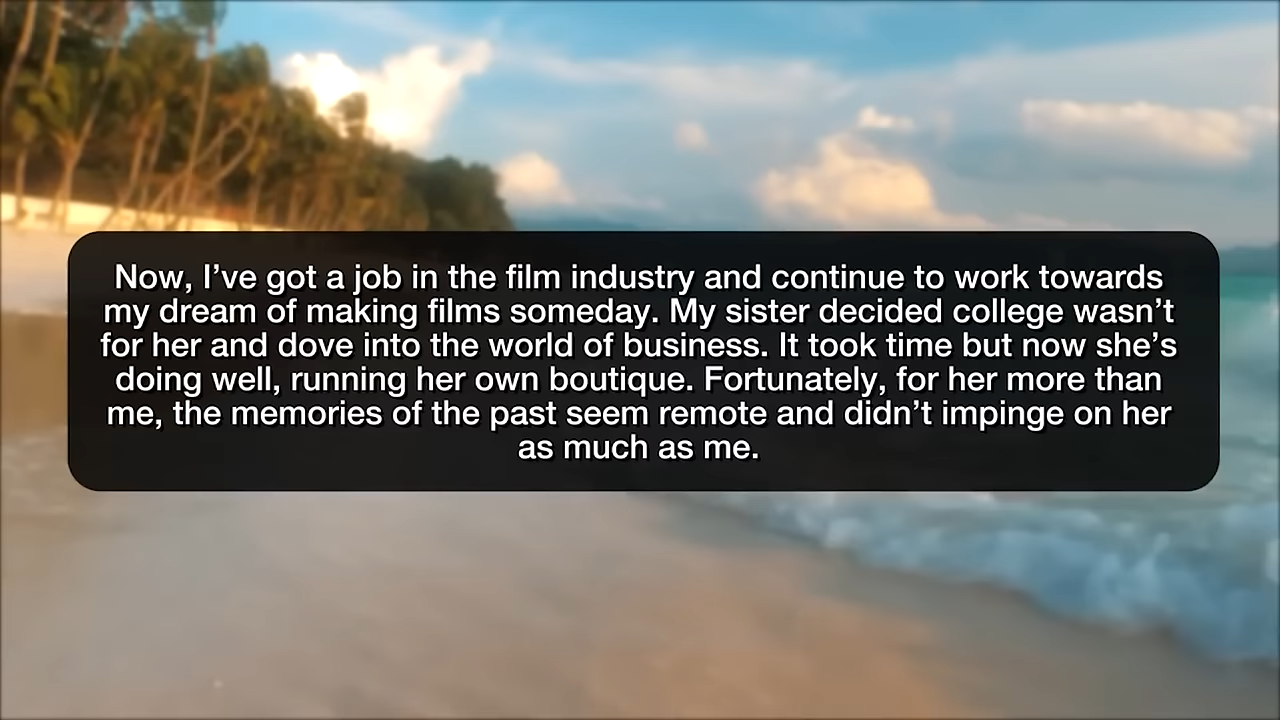 Now, I’ve got a job in the film industry and continue to work towards
my dream of making films someday. My sister decided college wasn’t
for her and dove into the world of business. It took time but now she’s
doing well, running her own boutique. Fortunately, for her more than
me, the memories of the past seem remote and didn’t impinge on her
as much as me.